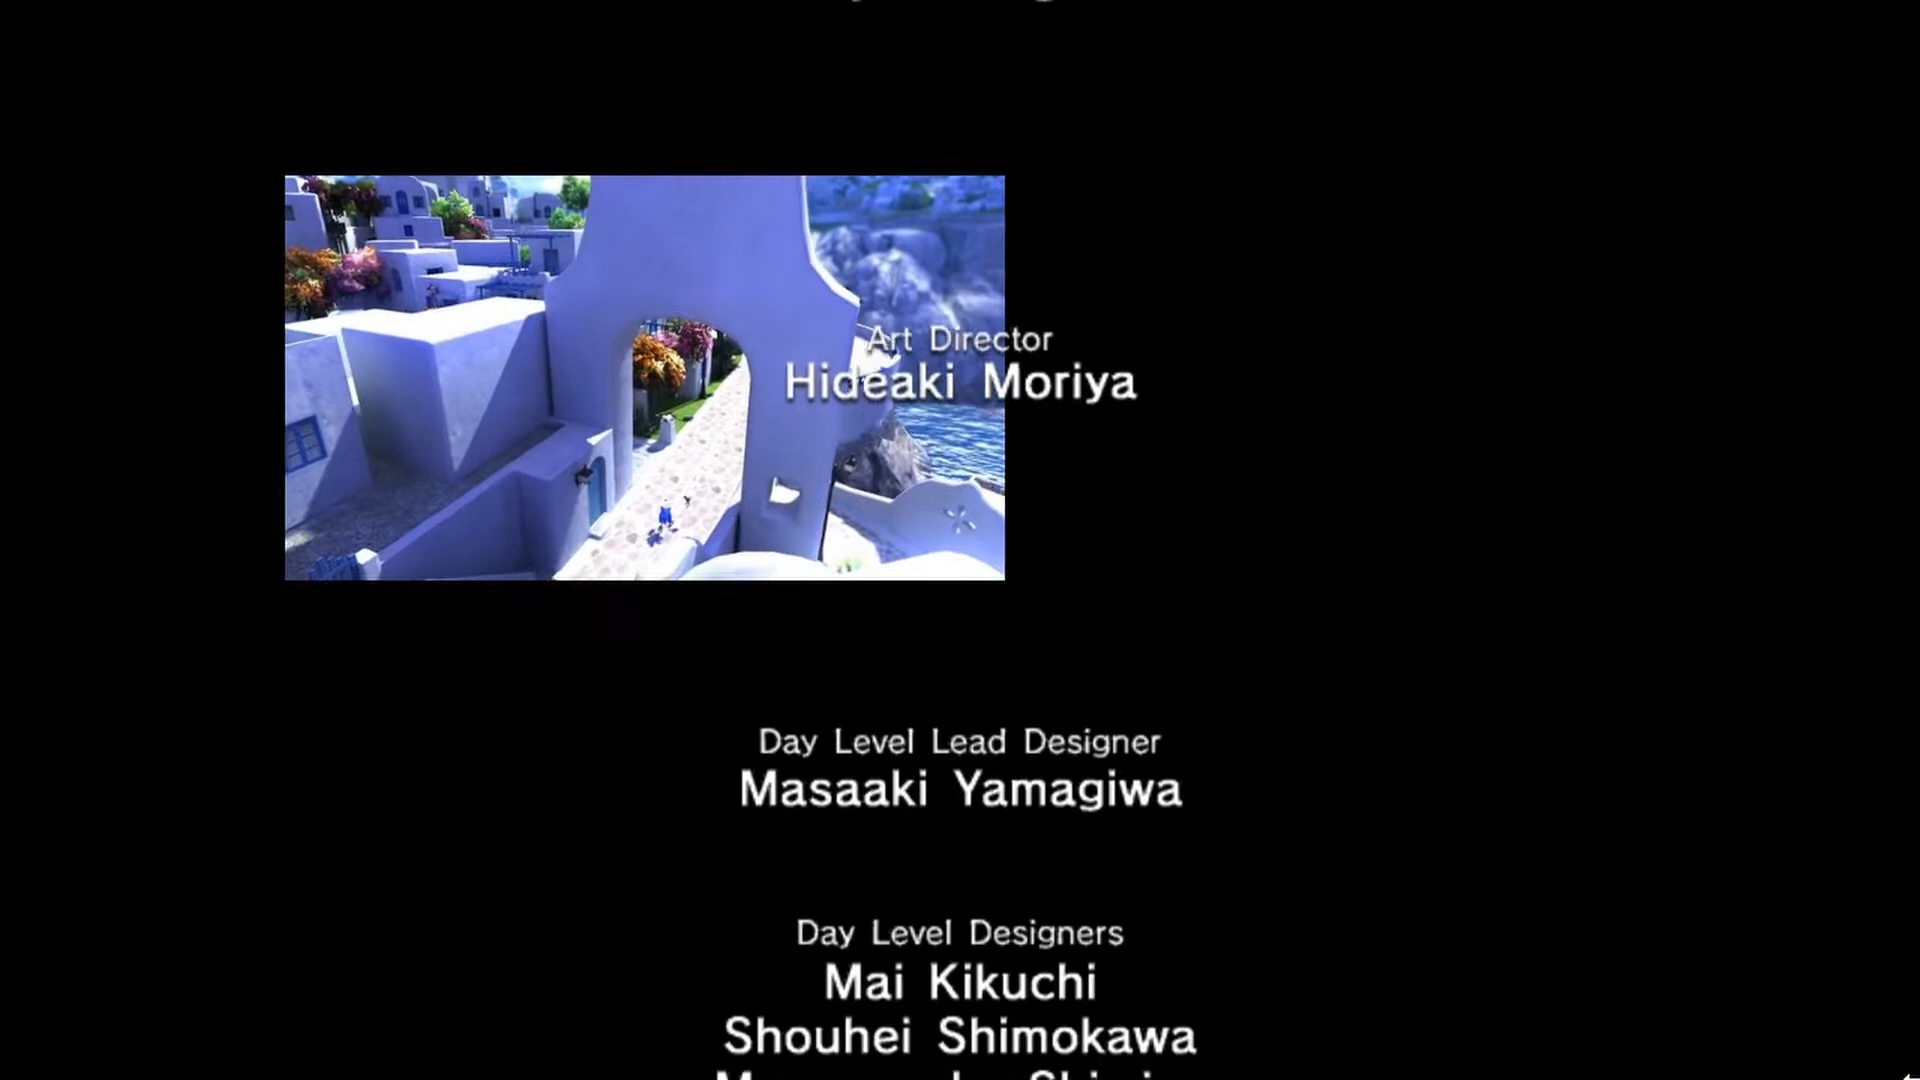 Art Director
Hideaki Moriya
Day Level Lead Designer
Masaaki Yamagiwa
Day Level Designers
Mai Kikuchi
Shouhei Shimokawa